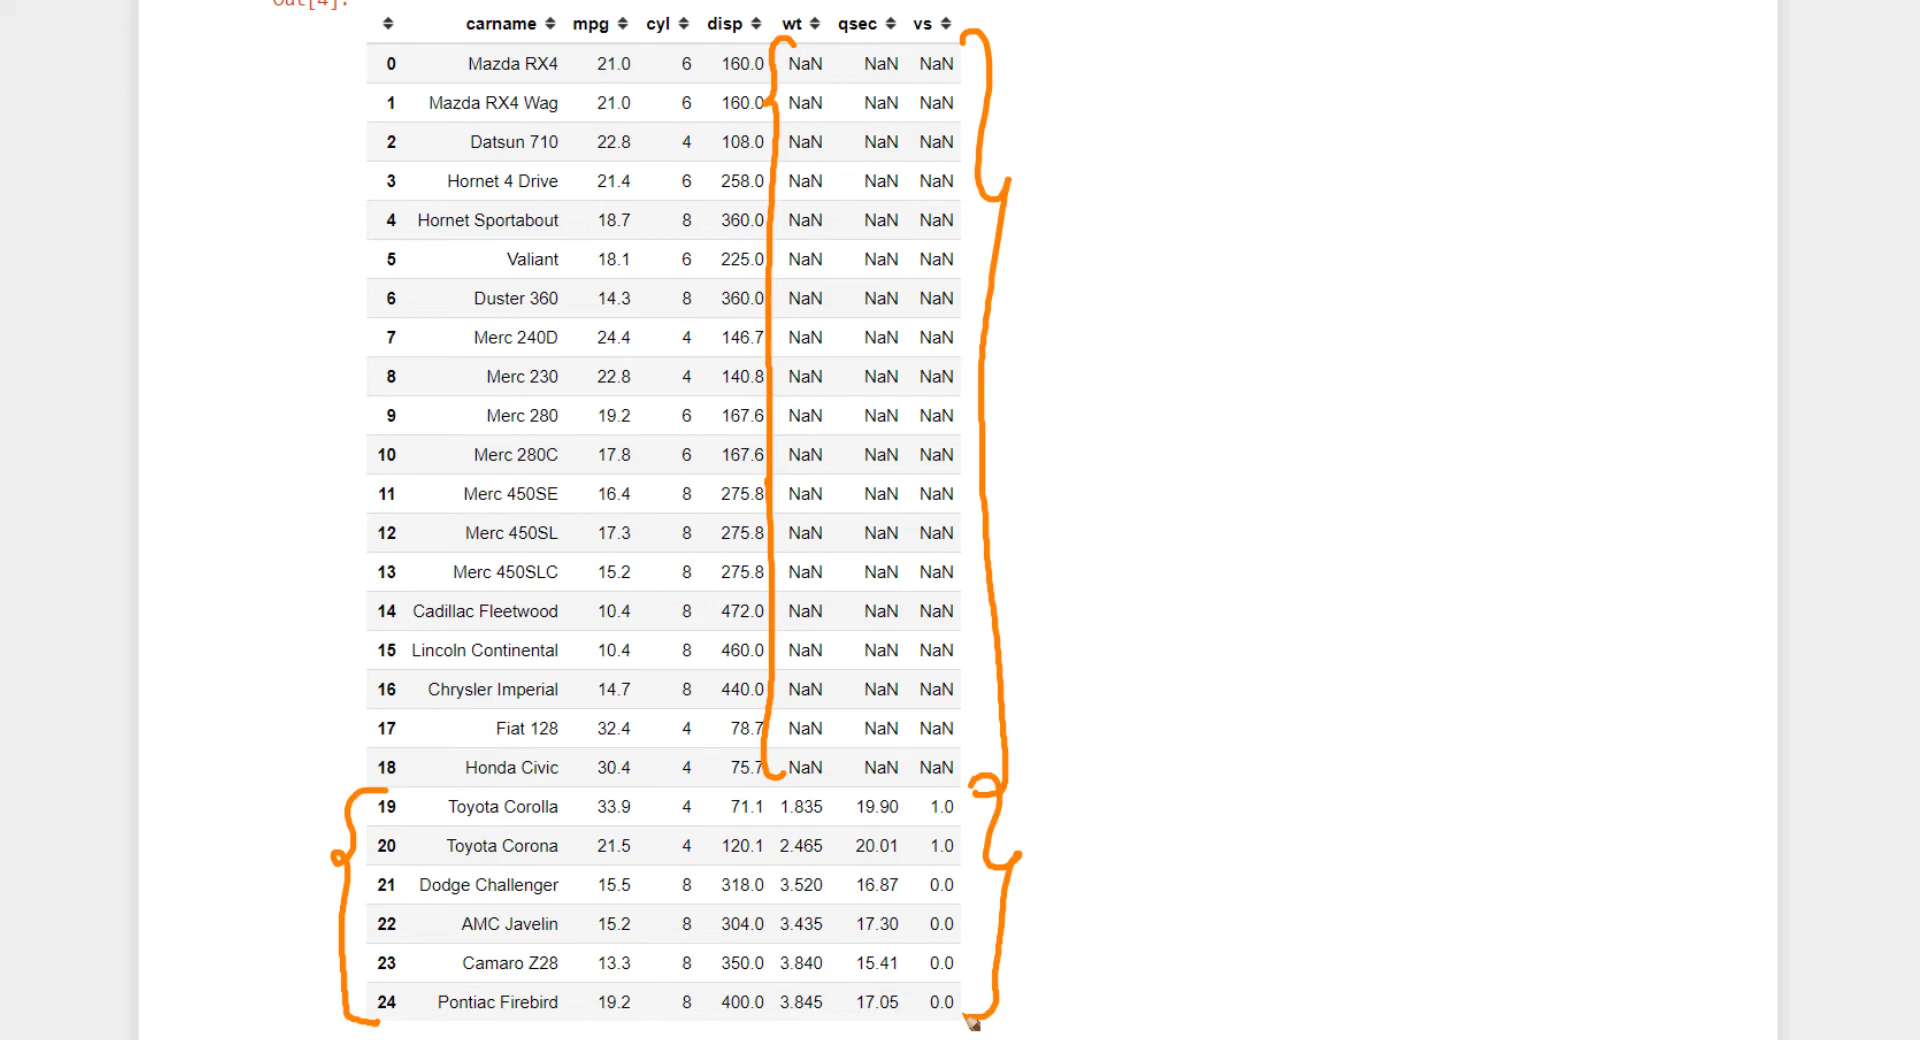 Out[4]:
carname mpg cyl disp wt qsec vs
0 Mazda RX4 21.0 6 160.0 NaN NaN NaN
1 Mazda RX4 Wag 21.0 6 160.0 NaN NaN NaN
2 Datsun 710 22.8 4 108.0 NaN NaN NaN
3 Hornet 4 Drive 21.4 6 258.0 NaN NaN NaN
4 Hornet Sportabout 18.7 8 360.0 NaN NaN NaN
5 Valiant 18.1 6 225.0 NaN NaN NaN
6 Duster 360 14.3 8 360.0 NaN NaN NaN
7 Merc 240D 24.4 4 146.7 NaN NaN NaN
8 Merc 230 22.8 4 140.8 NaN NaN NaN
9 Merc 280 19.2 6 167.6 NaN NaN NaN
10 Merc 280C 17.8 6 167.6 NaN NaN NaN
11 Merc 450SE 16.4 8 275.8 NaN NaN NaN
12 Merc 450SL 17.3 8 275.8 NaN NaN NaN
13 Merc 450SLC 15.2 8 275.8 NaN NaN NaN
14 Cadillac Fleetwood 10.4 8 472.0 NaN NaN NaN
15 Lincoln Continental 10.4 8 460.0 NaN NaN NaN
16 Chrysler Imperial 14.7 8 440.0 NaN NaN NaN
17 Fiat 128 32.4 4 78.7 NaN NaN NaN
18 Honda Civic 30.4 4 75.7 NaN NaN NaN
19 Toyota Corolla 33.9 4 71.1 1.835 19.90 1.0
20 Toyota Corona 21.5 4 120.1 2.465 20.01 1.0
21 Dodge Challenger 15.5 8 318.0 3.520 16.87 0.0
22 AMC Javelin 15.2 8 304.0 3.435 17.30 0.0
23 Camaro Z28 13.3 8 350.0 3.840 15.41 0.0
24 Pontiac Firebird 19.2 8 400.0 3.845 17.05 0.0